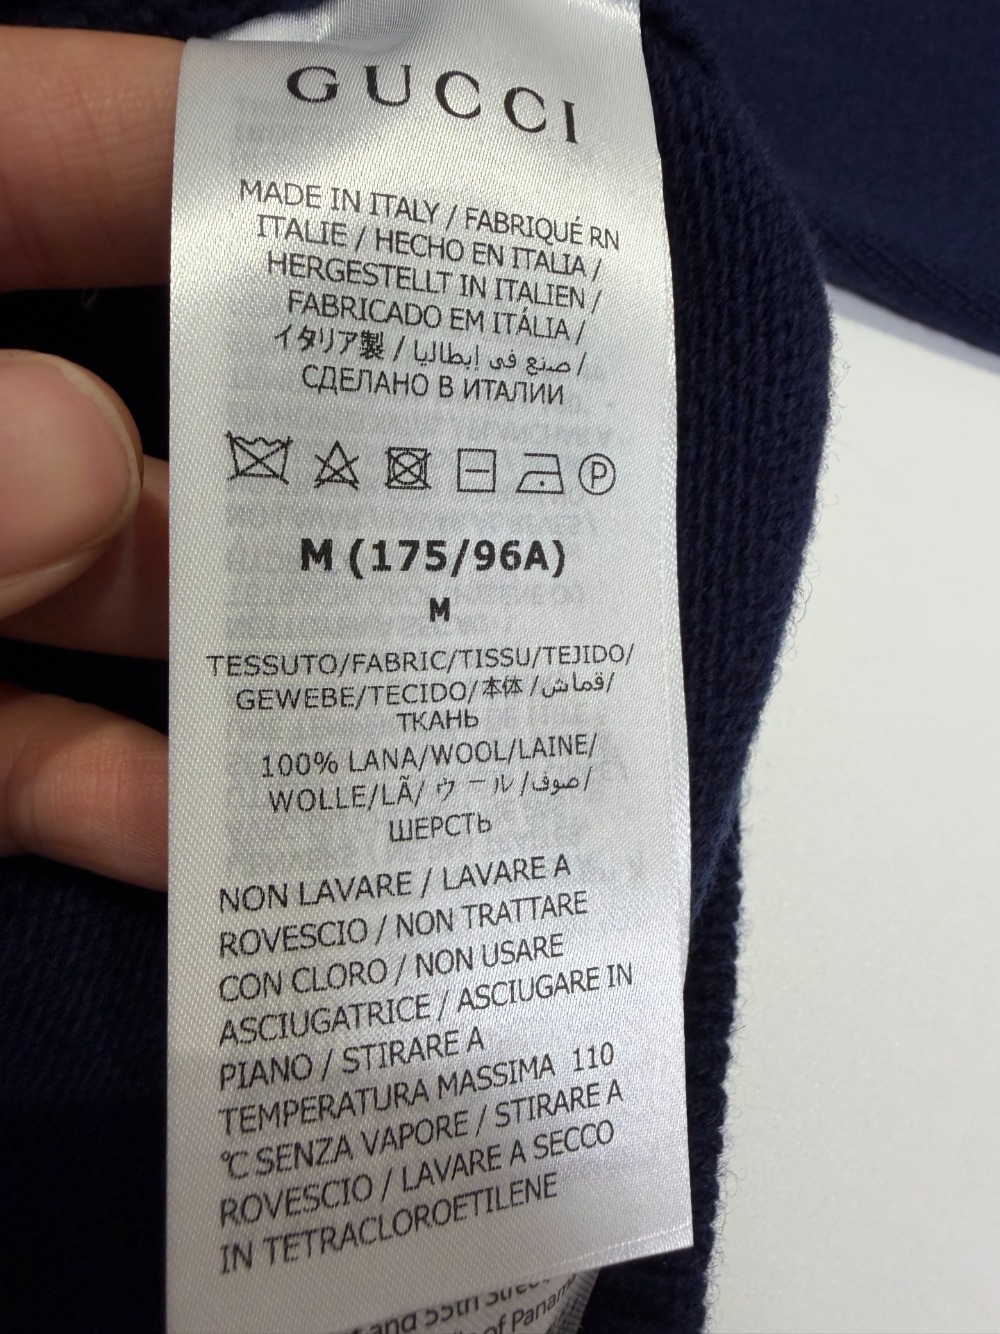 GUCCI
MADE IN ITALY / FABRIQUÉ RN
ITALIE / HECHO EN ITALIA /
HERGESTELLT IN ITALIEN /
FABRICADO EM ITÁLIA /
イタリア製 / صنع في إيطاليا /
СДЕЛАНО В ИТАЛИИ
P
M (175/96A)
M
TESSUTO/FABRIC/TISSU/TEJIDO/
GEWEBE/TECIDO/本体/قماش/
ТКАНЬ
100% LANA/WOOL/LAINE/
WOLLE/LÃ/ウール/صوف/
ШЕРСТЬ
NON LAVARE / LAVARE A
ROVESCIO / NON TRATTARE
CON CLORO / NON USARE
ASCIUGATRICE / ASCIUGARE IN
PIANO / STIRARE A
TEMPERATURA MASSIMA 110
℃ SENZA VAPORE / STIRARE A
ROVESCIO / LAVARE A SECCO
IN TETRACLOROETILENE
and 55th
of